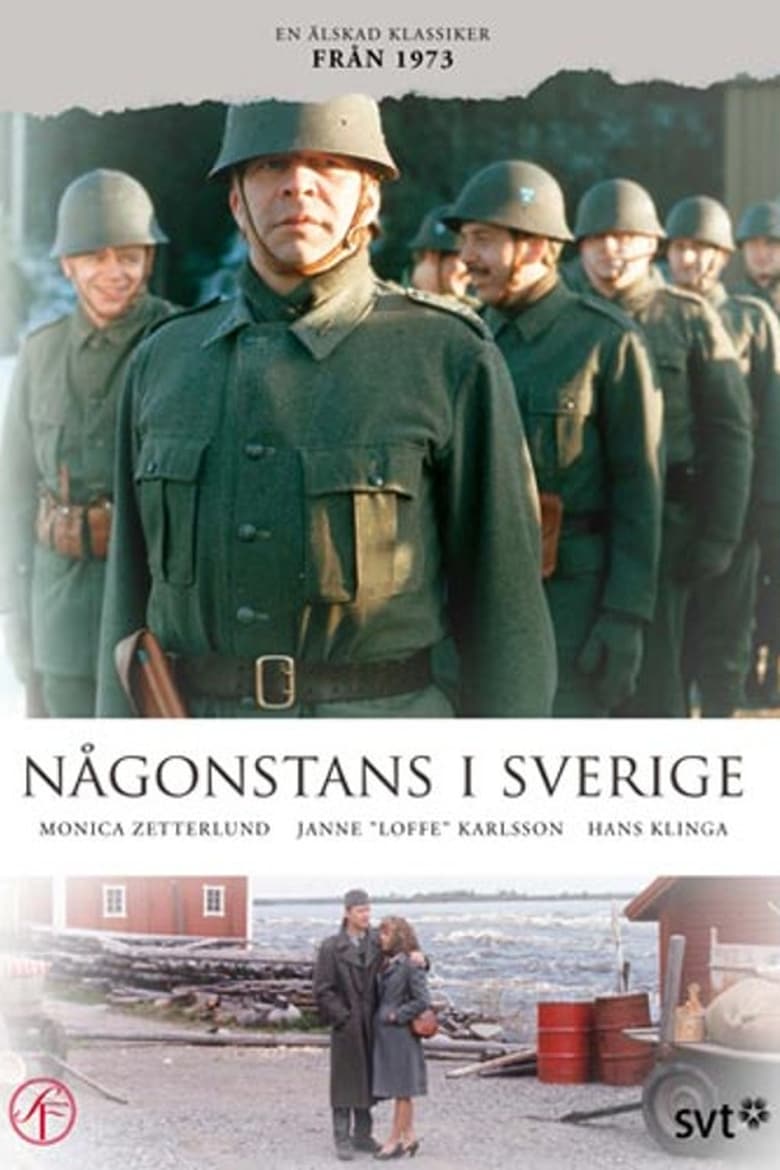 EN ÄLSKAD KLASSIKER
FRÅN 1973
NÅGONSTANS I SVERIGE
MONICA ZETTERLUND JANNE "LOFFE" KARLSSON HANS KLINGA
SF
svt